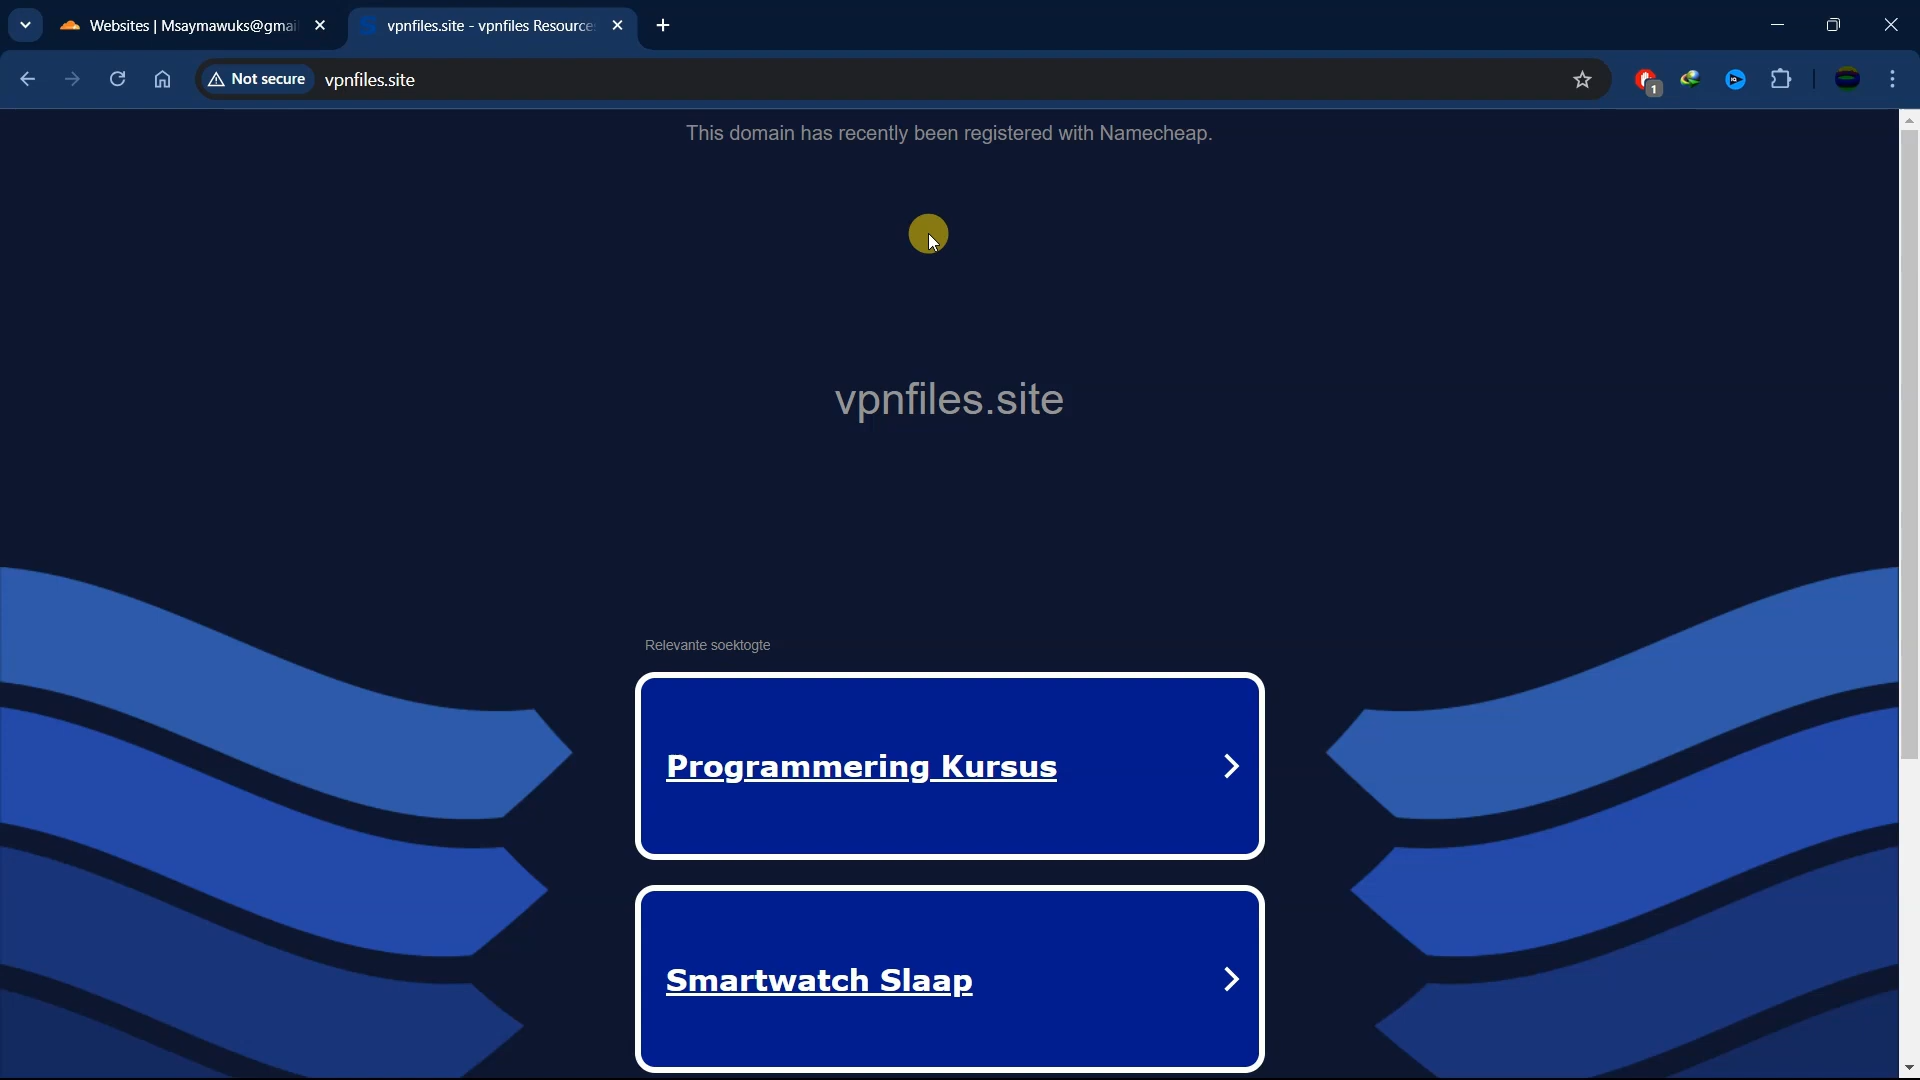 Websites | Msaymawuks@gmai
vpnfiles.site - vpnfiles Resource
Not secure
vpnfiles.site
1
This domain has recently been registered with Namecheap.
vpnfiles.site
Relevante soektogte
Programmering Kursus
Smartwatch Slaap